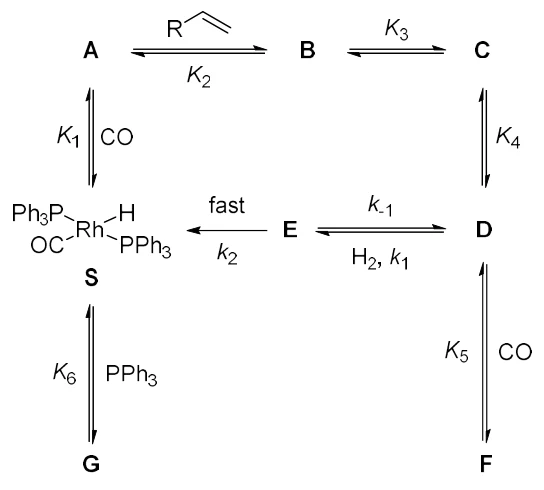 R
A B C
K2 K3
K1 CO K4
Ph3P H
Rh
OC PPh3
S
fast
k2
E
k-1
H2, k1
D
K6 PPh3
K5 CO
G F